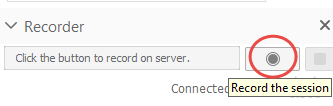 Recorder
Click the button to record on server.
Connected
Record the session